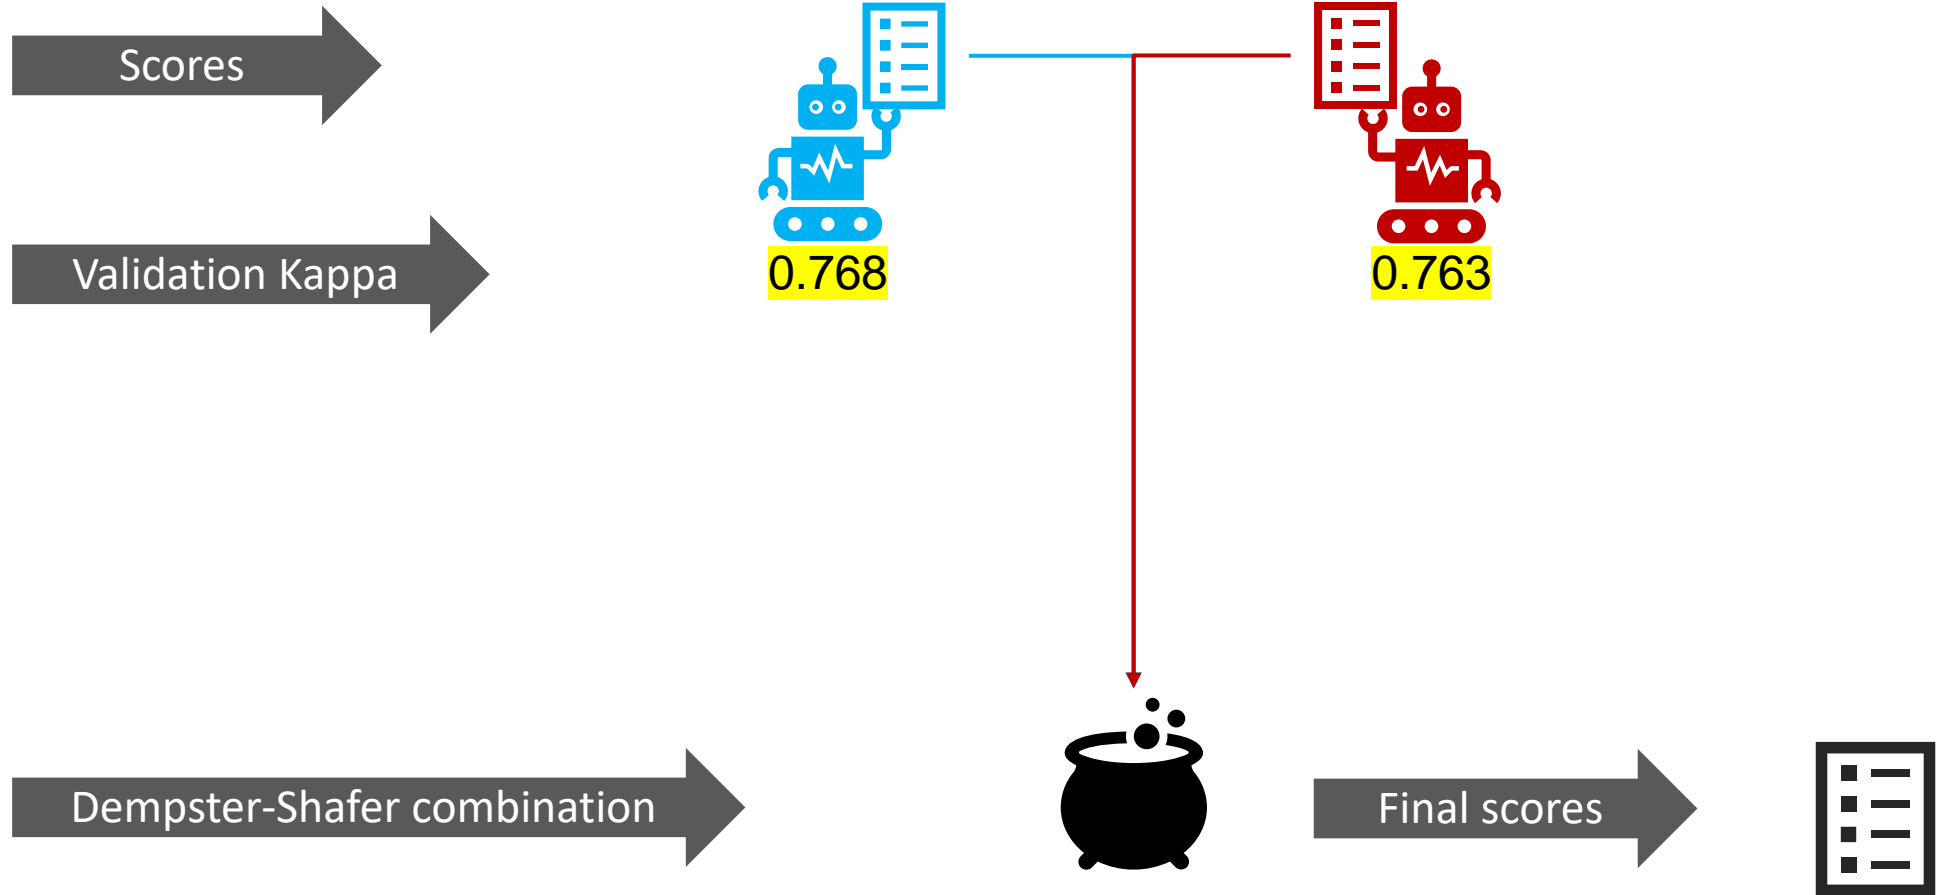 Scores
Validation Kappa
0.768
0.763
Dempster-Shafer combination
Final scores